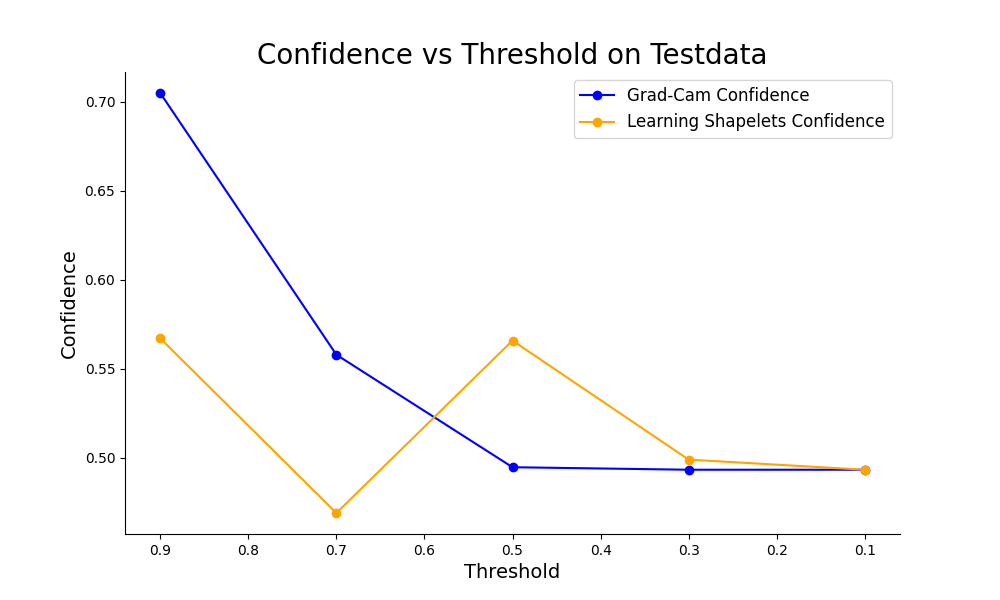 Confidence vs Threshold on Testdata
Grad-Cam Confidence
Learning Shapelets Confidence
Confidence
0.70
0.65
0.60
0.55
0.50
0.9 0.8 0.7 0.6 0.5 0.4 0.3 0.2 0.1
Threshold